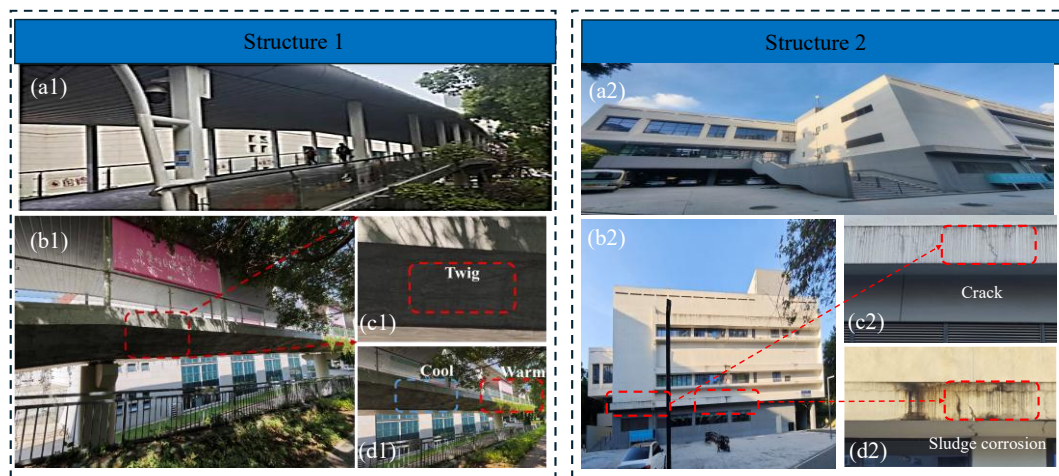 Structure 1
(a1)
(b1)
Twig
(c1)
Cool
Warm
(d1)
Structure 2
(a2)
(b2)
Crack
(c2)
Sludge corrosion
(d2)